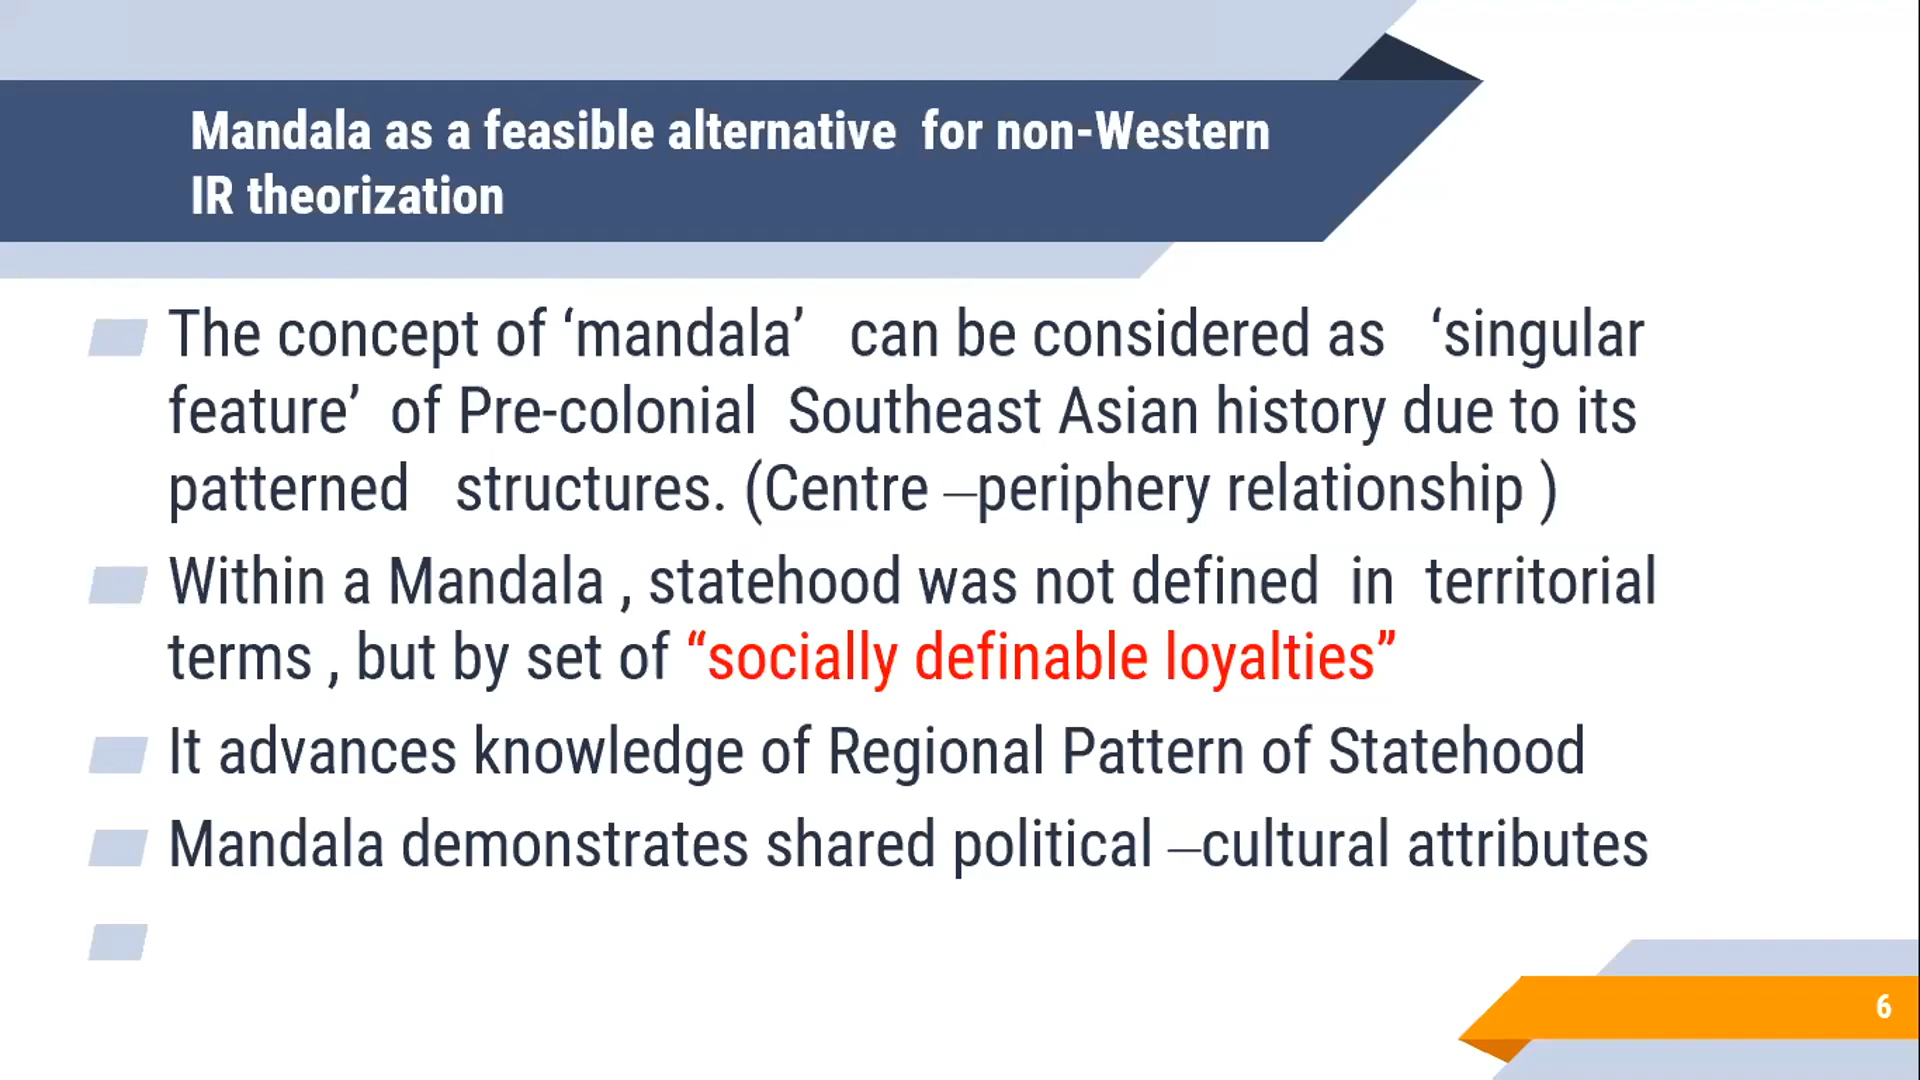 Mandala as a feasible alternative for non-Western
IR theorization
The concept of ‘mandala’ can be considered as ‘singular
feature’ of Pre-colonial Southeast Asian history due to its
patterned structures. (Centre –periphery relationship )
Within a Mandala , statehood was not defined in territorial
terms , but by set of “socially definable loyalties”
It advances knowledge of Regional Pattern of Statehood
Mandala demonstrates shared political –cultural attributes
6